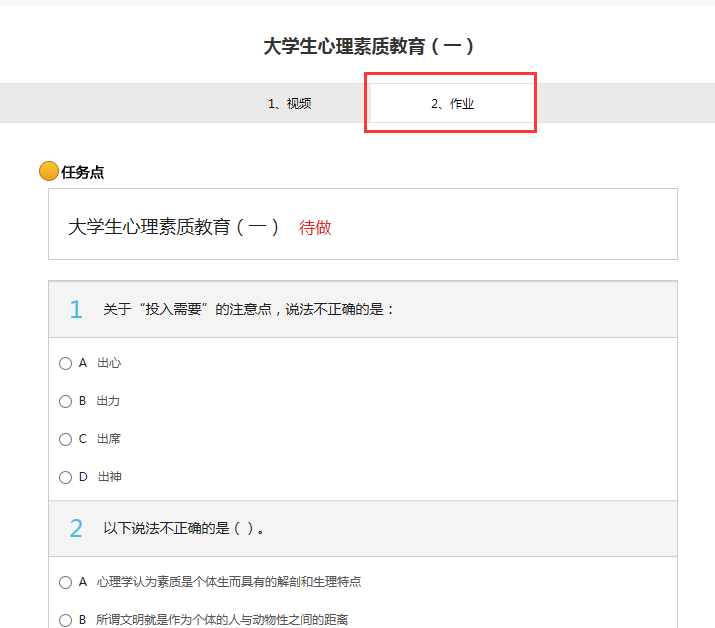 大学生心理素质教育（一）
1、视频 2、作业
任务点
大学生心理素质教育（一） 待做
1 关于“投入需要”的注意点，说法不正确的是：
A 出心
B 出力
C 出席
D 出神
2 以下说法不正确的是（ ）。
A 心理学认为素质是个体生而具有的解剖和生理特点
B 所谓文明就是作为个体的人与动物性之间的距离